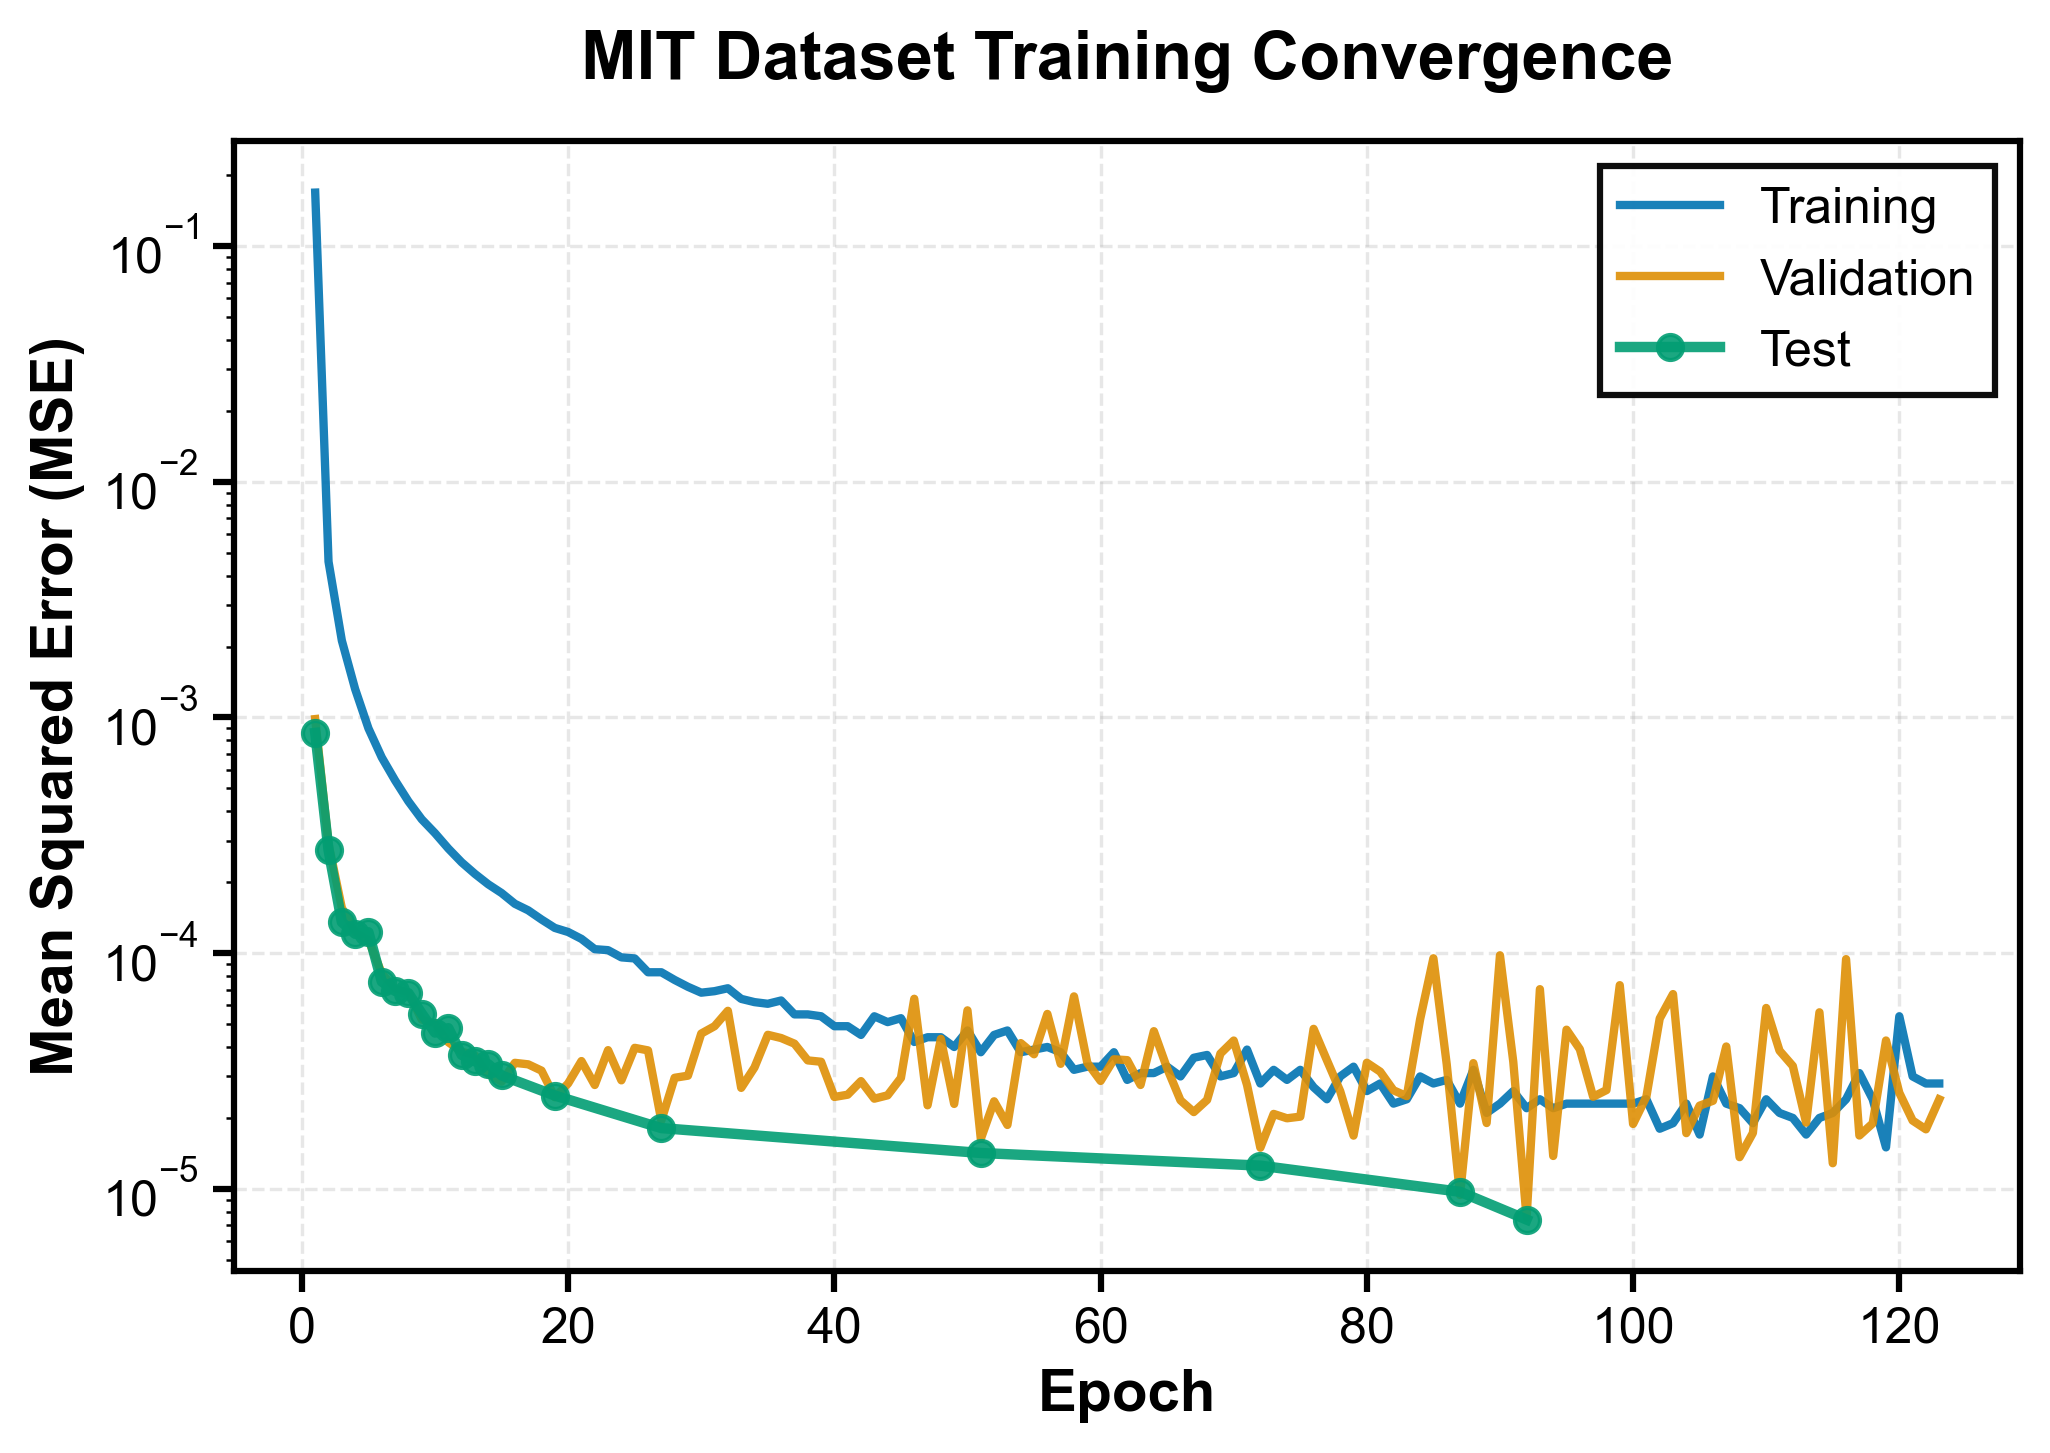 MIT Dataset Training Convergence
Mean Squared Error (MSE)
10⁻¹
10⁻²
10⁻³
10⁻⁴
10⁻⁵
Training
Validation
Test
0 20 40 60 80 100 120
Epoch